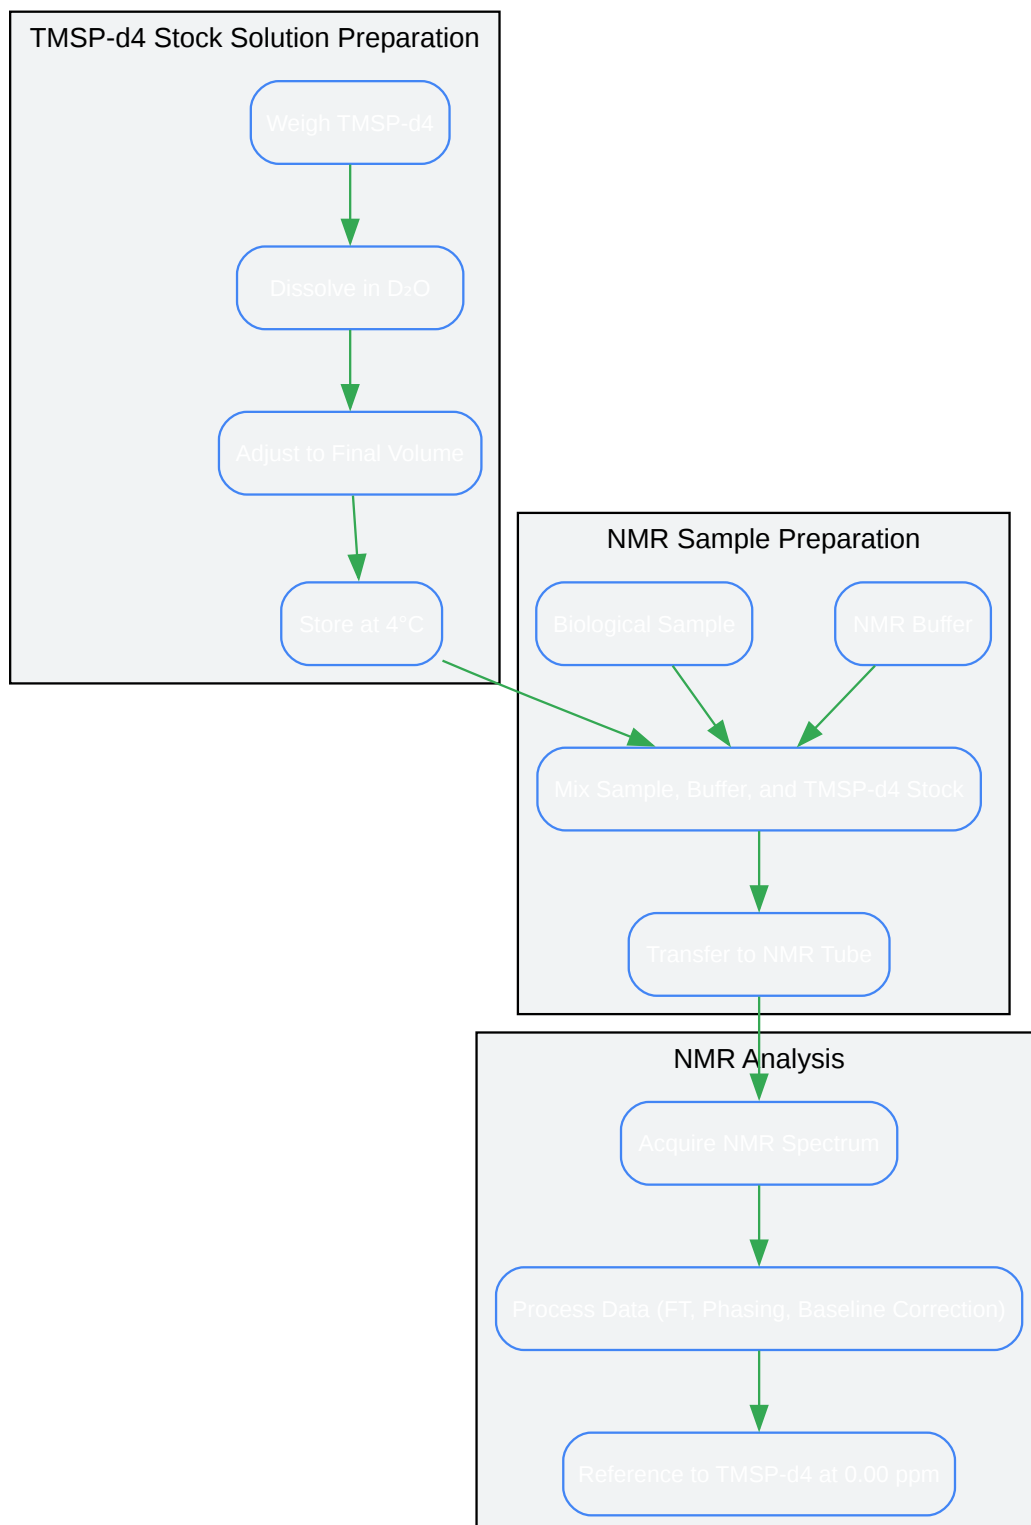 TMSP-d4 Stock Solution Preparation
Weigh TMSP-d4
Dissolve in D₂O
Adjust to Final Volume
Store at 4°C
NMR Sample Preparation
Biological Sample
NMR Buffer
Mix Sample, Buffer, and TMSP-d4 Stock
Transfer to NMR Tube
NMR Analysis
Acquire NMR Spectrum
Process Data (FT, Phasing, Baseline Correction)
Reference to TMSP-d4 at 0.00 ppm